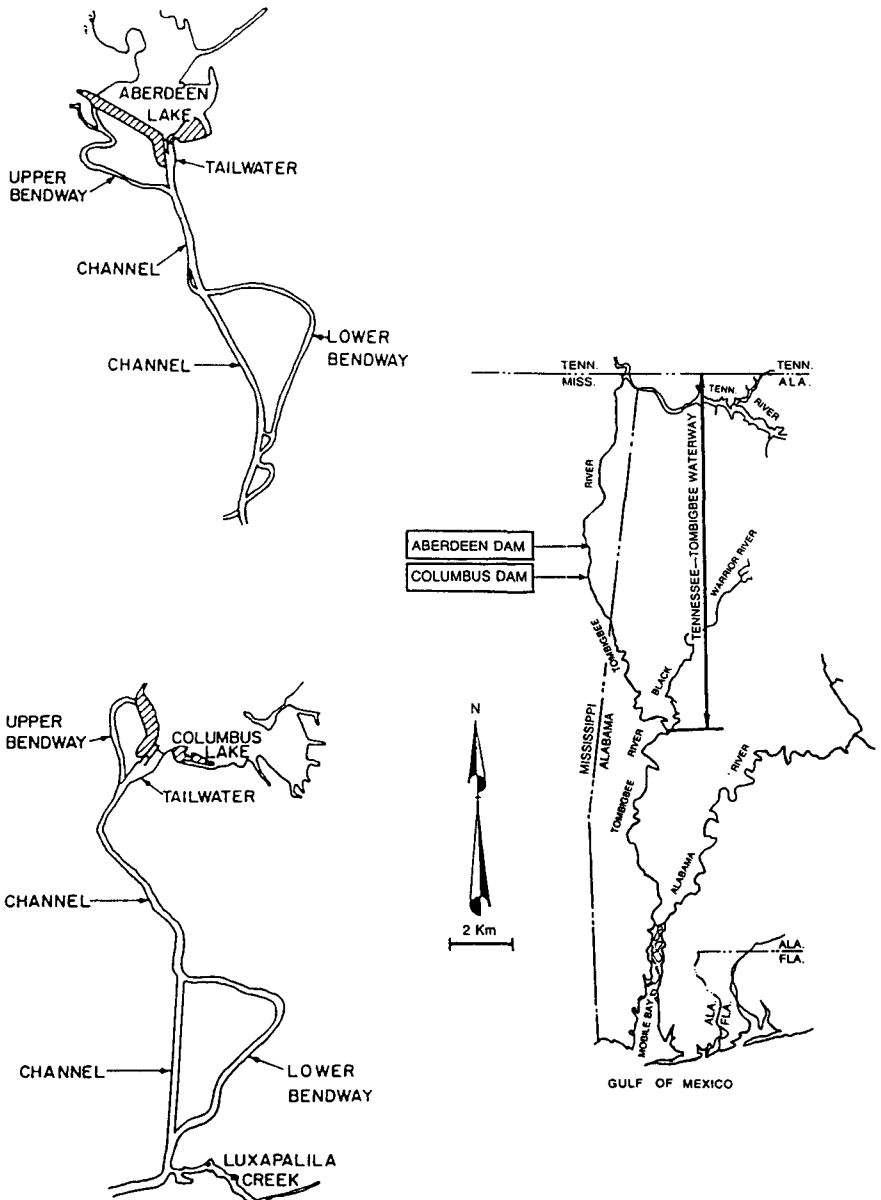 ABERDEEN
LAKE
TAILWATER
UPPER
BENDWAY
CHANNEL
LOWER
BENDWAY
CHANNEL
UPPER
BENDWAY
COLUMBUS
LAKE
TAILWATER
CHANNEL
CHANNEL
LOWER
BENDWAY
LUXAPALILA
CREEK
TENN.
MISS.
TENN.
ALA.
TENN.
RIVER
RIVER
ABERDEEN DAM
COLUMBUS DAM
TENNESSEE—TOMBIGBEE WATERWAY
WARRIOR RIVER
TOMBIGBEE
BLACK
MISSISSIPPI
ALABAMA
RIVER
TOMBIGBEE
RIVER
ALABAMA
N
2 Km
ALA.
FLA.
ALA.
FLA.
MOBILE BAY
GULF OF MEXICO